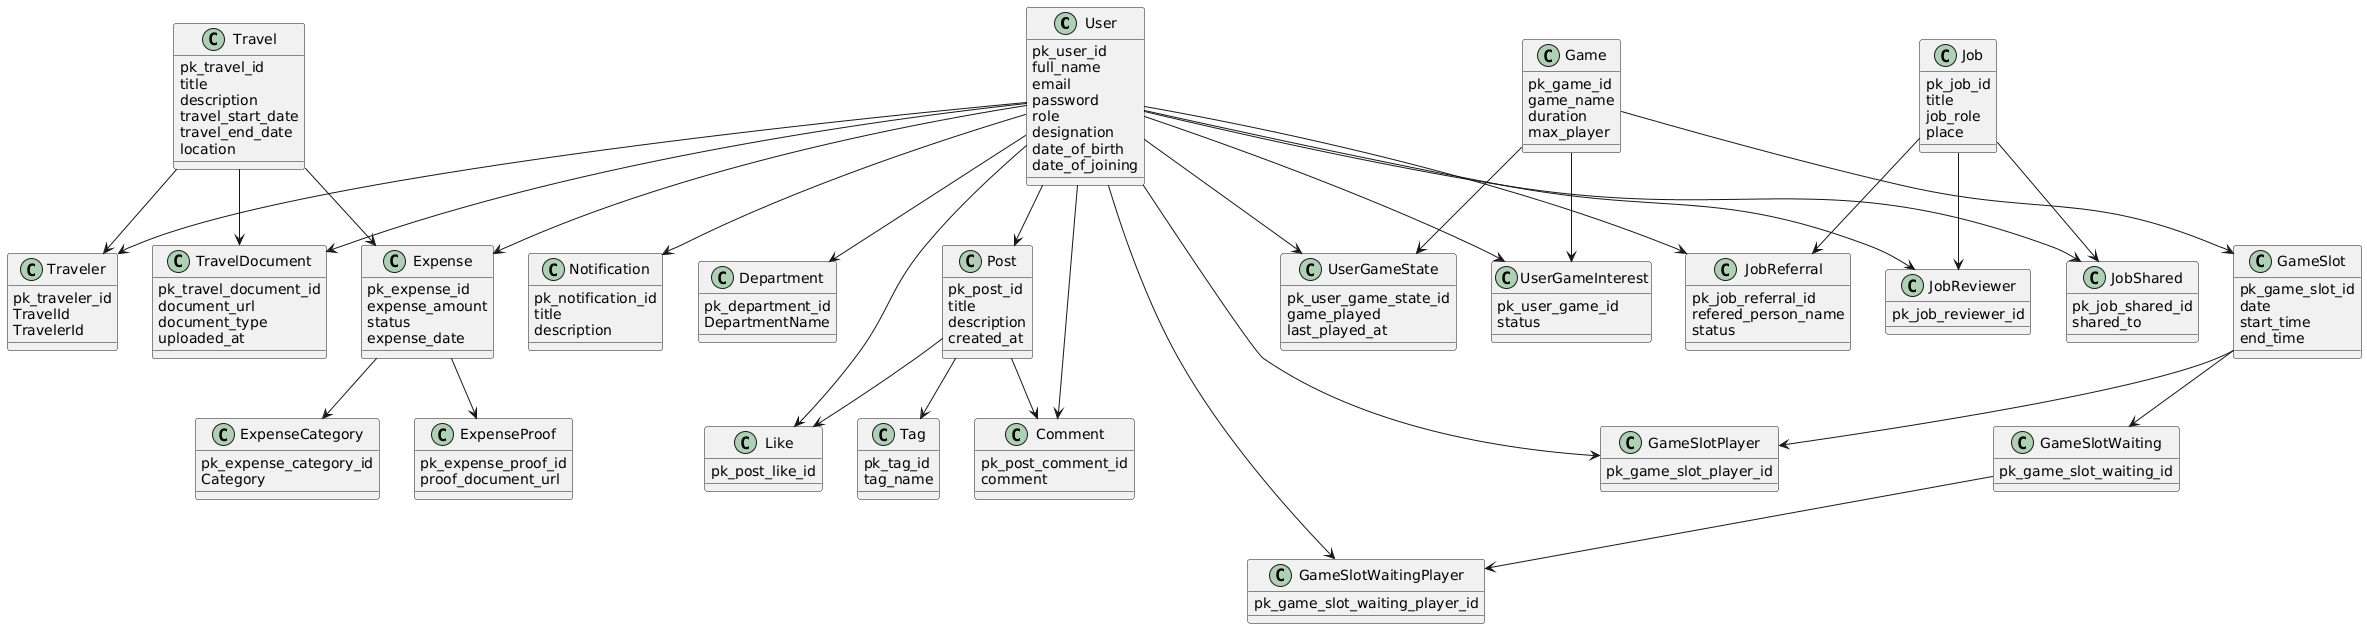 C User
pk_user_id
full_name
email
password
role
designation
date_of_birth
date_of_joining
C Travel
pk_travel_id
title
description
travel_start_date
travel_end_date
location
C Game
pk_game_id
game_name
duration
max_player
C Job
pk_job_id
title
job_role
place
C Traveler
pk_traveler_id
TravelId
TravelerId
C TravelDocument
pk_travel_document_id
document_url
document_type
uploaded_at
C Expense
pk_expense_id
expense_amount
status
expense_date
C Notification
pk_notification_id
title
description
C Department
pk_department_id
DepartmentName
C Post
pk_post_id
title
description
created_at
C UserGameState
pk_user_game_state_id
game_played
last_played_at
C UserGameInterest
pk_user_game_id
status
C JobReferral
pk_job_referral_id
refered_person_name
status
C JobReviewer
pk_job_reviewer_id
C JobShared
pk_job_shared_id
shared_to
C GameSlot
pk_game_slot_id
date
start_time
end_time
C ExpenseCategory
pk_expense_category_id
Category
C ExpenseProof
pk_expense_proof_id
proof_document_url
C Like
pk_post_like_id
C Tag
pk_tag_id
tag_name
C Comment
pk_post_comment_id
comment
C GameSlotPlayer
pk_game_slot_player_id
C GameSlotWaiting
pk_game_slot_waiting_id
C GameSlotWaitingPlayer
pk_game_slot_waiting_player_id